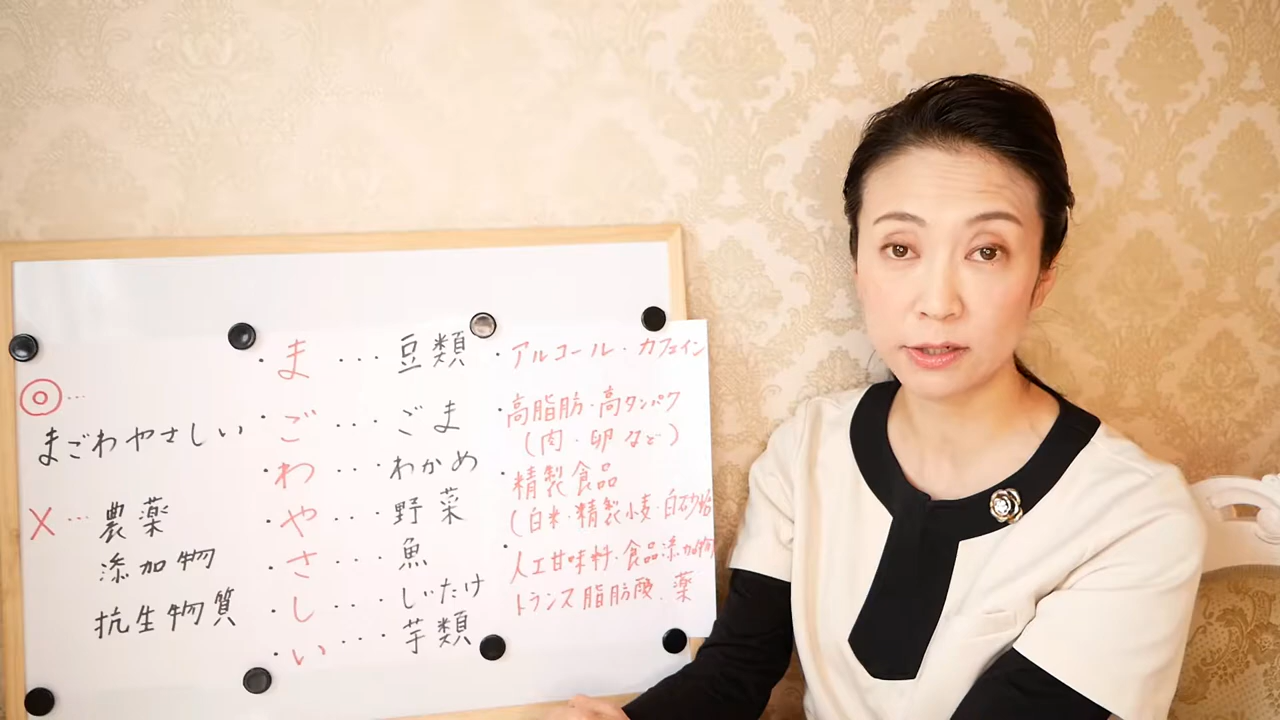 ◎…
まごわやさしい
X… 農薬
添加物
抗生物質
・ま…豆類
・ご…ごま
・わ…わかめ
・や…野菜
・さ…魚
・し…しいたけ
・い…芋類
・アルコール・カフェイン
・高脂肪・高タンパク
(肉・卵など)
・精製食品
(白米・精製小麦・白砂糖
・人工甘味料・食品添加物
トランス脂肪酸・薬